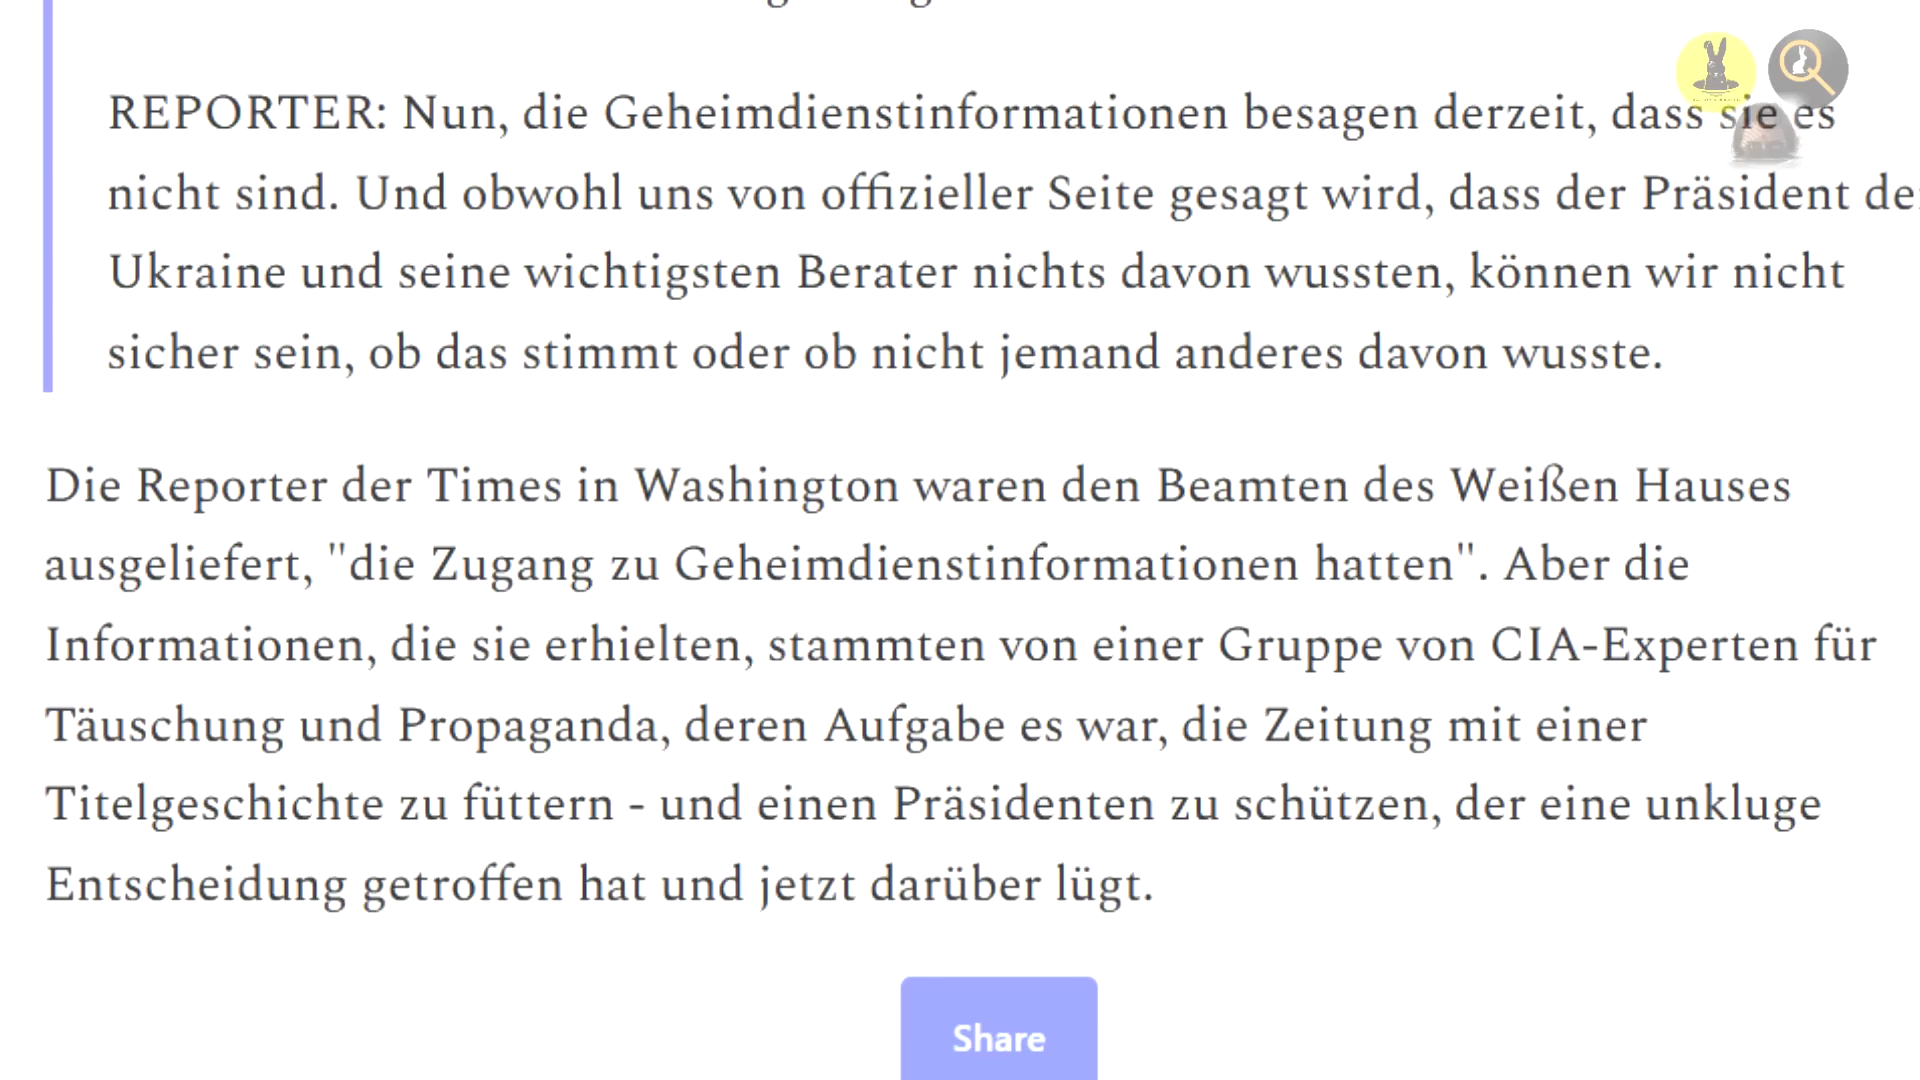 REPORTER: Nun, die Geheimdienstinformationen besagen derzeit, dass sie es
nicht sind. Und obwohl uns von offizieller Seite gesagt wird, dass der Präsident
Ukraine und seine wichtigsten Berater nichts davon wussten, können wir nicht
sicher sein, ob das stimmt oder ob nicht jemand anderes davon wusste.
Die Reporter der Times in Washington waren den Beamten des Weißen Hauses
ausgeliefert, "die Zugang zu Geheimdienstinformationen hatten". Aber die
Informationen, die sie erhielten, stammten von einer Gruppe von CIA-Experten für
Täuschung und Propaganda, deren Aufgabe es war, die Zeitung mit einer
Titelgeschichte zu füttern - und einen Präsidenten zu schützen, der eine unkluge
Entscheidung getroffen hat und jetzt darüber lügt.
Share